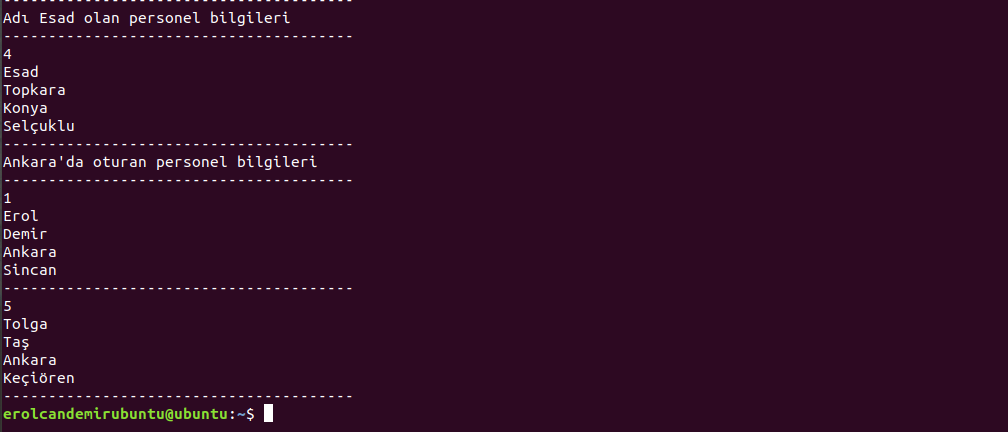 ---------------------------------------
Adı Esad olan personel bilgileri
---------------------------------------
4
Esad
Topkara
Konya
Selçuklu
---------------------------------------
Ankara'da oturan personel bilgileri
---------------------------------------
1
Erol
Demir
Ankara
Sincan
---------------------------------------
5
Tolga
Taş
Ankara
Keçiören
---------------------------------------
erolcandemirubuntu@ubuntu:~$